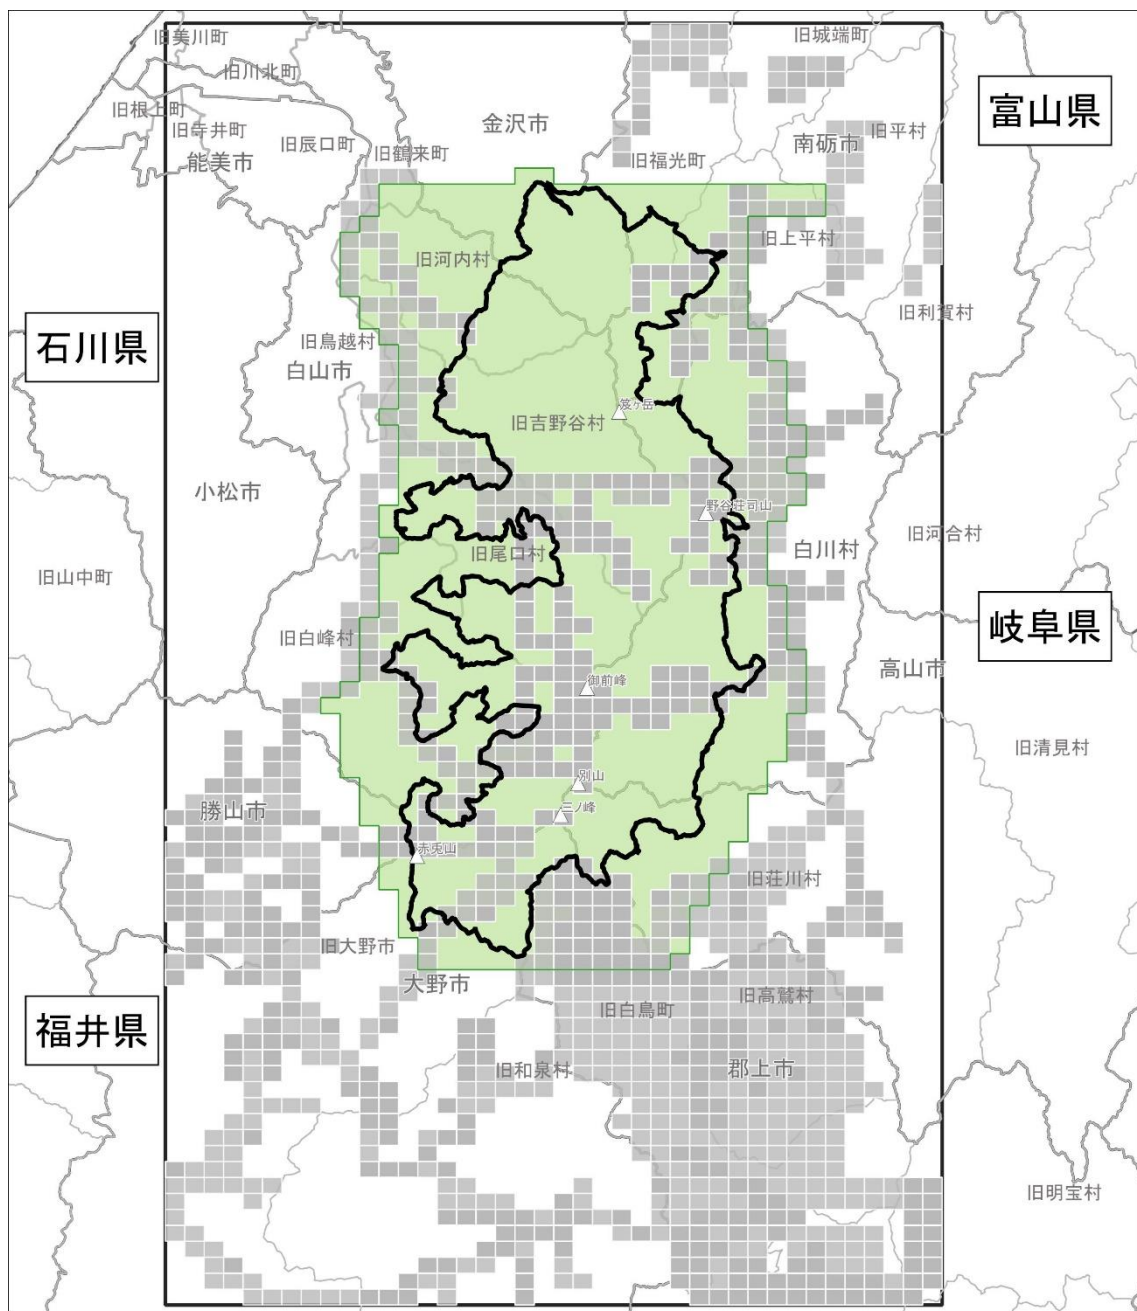 旧美川町
旧城端町
旧川北町
旧根上町
富山県
旧寺井町
金沢市
旧平村
旧辰口町
南砺市
能美市
旧鶴来町
旧福光町
旧上平村
旧河内村
旧利賀村
石川県
旧鳥越村
白山市
笈ヶ岳
旧吉野谷村
小松市
野谷荘司山
旧河合村
白川村
旧尾口村
旧山中町
岐阜県
旧白峰村
高山市
御前峰
旧清見村
別山
勝山市
三ノ峰
赤兎山
旧荘川村
旧大野市
大野市
旧高鷲村
旧白鳥町
福井県
旧和泉村
郡上市
旧明宝村